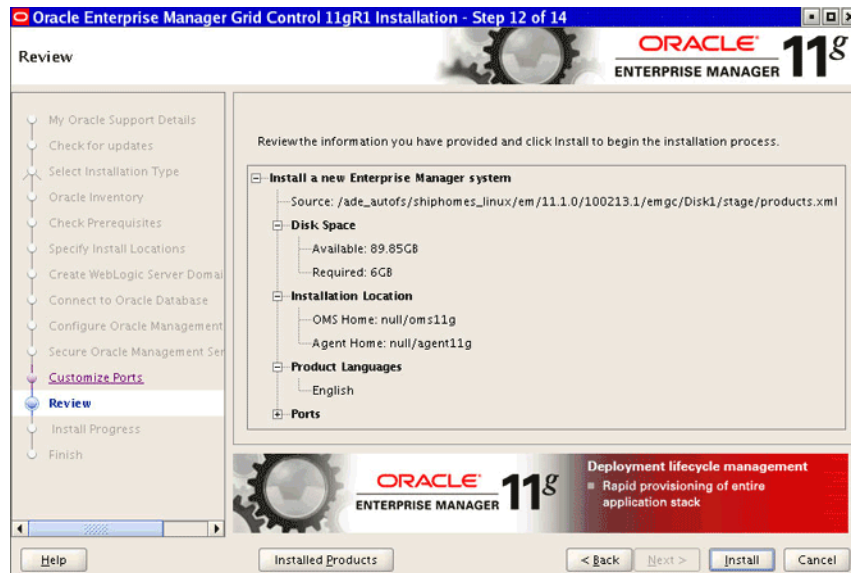 Oracle Enterprise Manager Grid Control 11gR1 Installation - Step 12 of 14
Review
ORACLE
ENTERPRISE MANAGER
11g
My Oracle Support Details
Check for updates
Select Installation Type
Oracle Inventory
Check Prerequisites
Specify Install Locations
Create WebLogic Server Domai
Connect to Oracle Database
Configure Oracle Management
Secure Oracle Management Ser
Customize Ports
Review
Install Progress
Finish
Review the information you have provided and click Install to begin the installation process.
Install a new Enterprise Manager system
Source: /ade_autofs/shiphomes_linux/em/11.1.0/100213.1/emgc/Disk1/stage/products.xml
Disk Space
Available: 89.85GB
Required: 6GB
Installation Location
OMS Home: null/oms11g
Agent Home: null/agent11g
Product Languages
English
Ports
ORACLE
ENTERPRISE MANAGER
11g
Deployment lifecycle management
Rapid provisioning of entire
application stack
Help
Installed Products
< Back
Next >
Install
Cancel